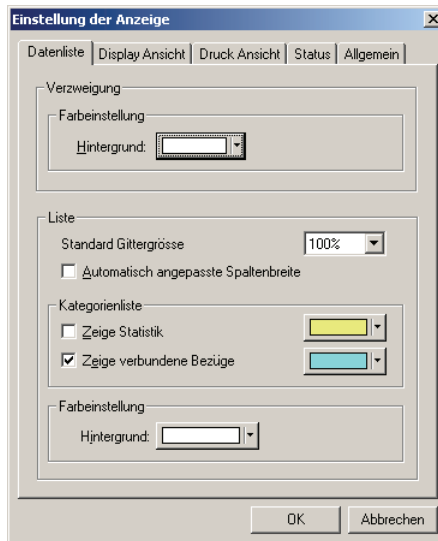 Einstellung der Anzeige
Datenliste Display Ansicht Druck Ansicht Status Allgemein
Verzweigung
Farbeinstellung
Hintergrund:
Liste
Standard Gittergrösse 100%
Automatisch angepasste Spaltenbreite
Kategorienliste
Zeige Statistik
Zeige verbundene Bezüge
Farbeinstellung
Hintergrund:
OK Abbrechen